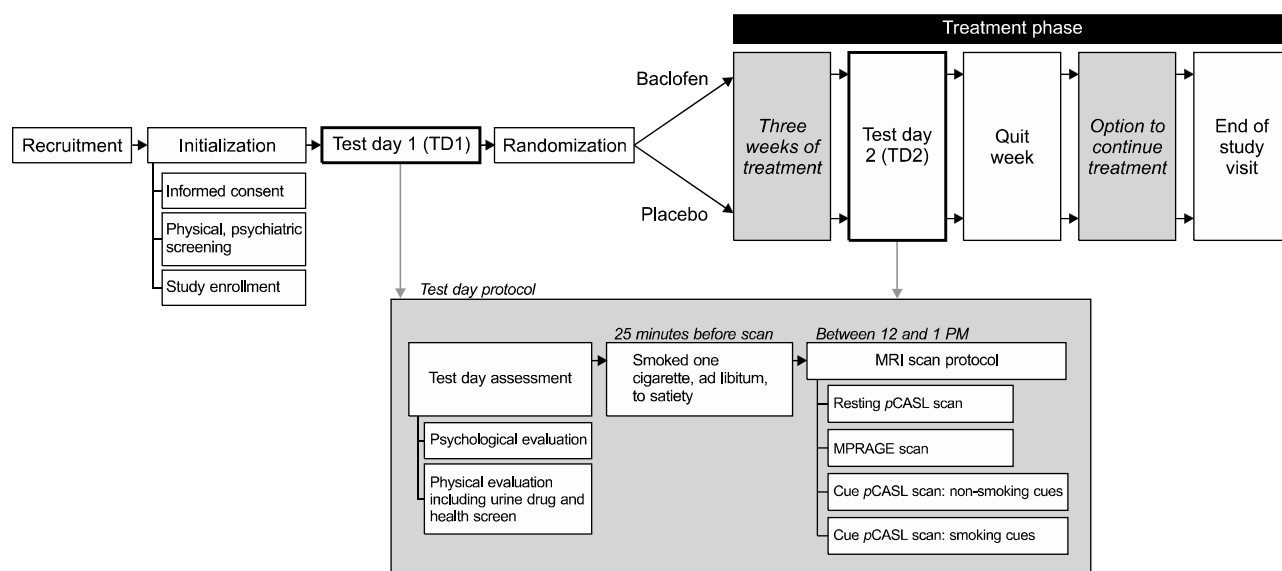 Treatment phase
Baclofen
Placebo
Recruitment
Initialization
Test day 1 (TD1)
Randomization
Three
weeks of
treatment
Test day
2 (TD2)
Quit
week
Option to
continue
treatment
End of
study
visit
Informed consent
Physical, psychiatric
screening
Study enrollment
Test day protocol
25 minutes before scan
Between 12 and 1 PM
Test day assessment
Smoked one
cigarette, ad libitum,
to satiety
MRI scan protocol
Psychological evaluation
Physical evaluation
including urine drug and
health screen
Resting pCASL scan
MPRAGE scan
Cue pCASL scan: non-smoking cues
Cue pCASL scan: smoking cues